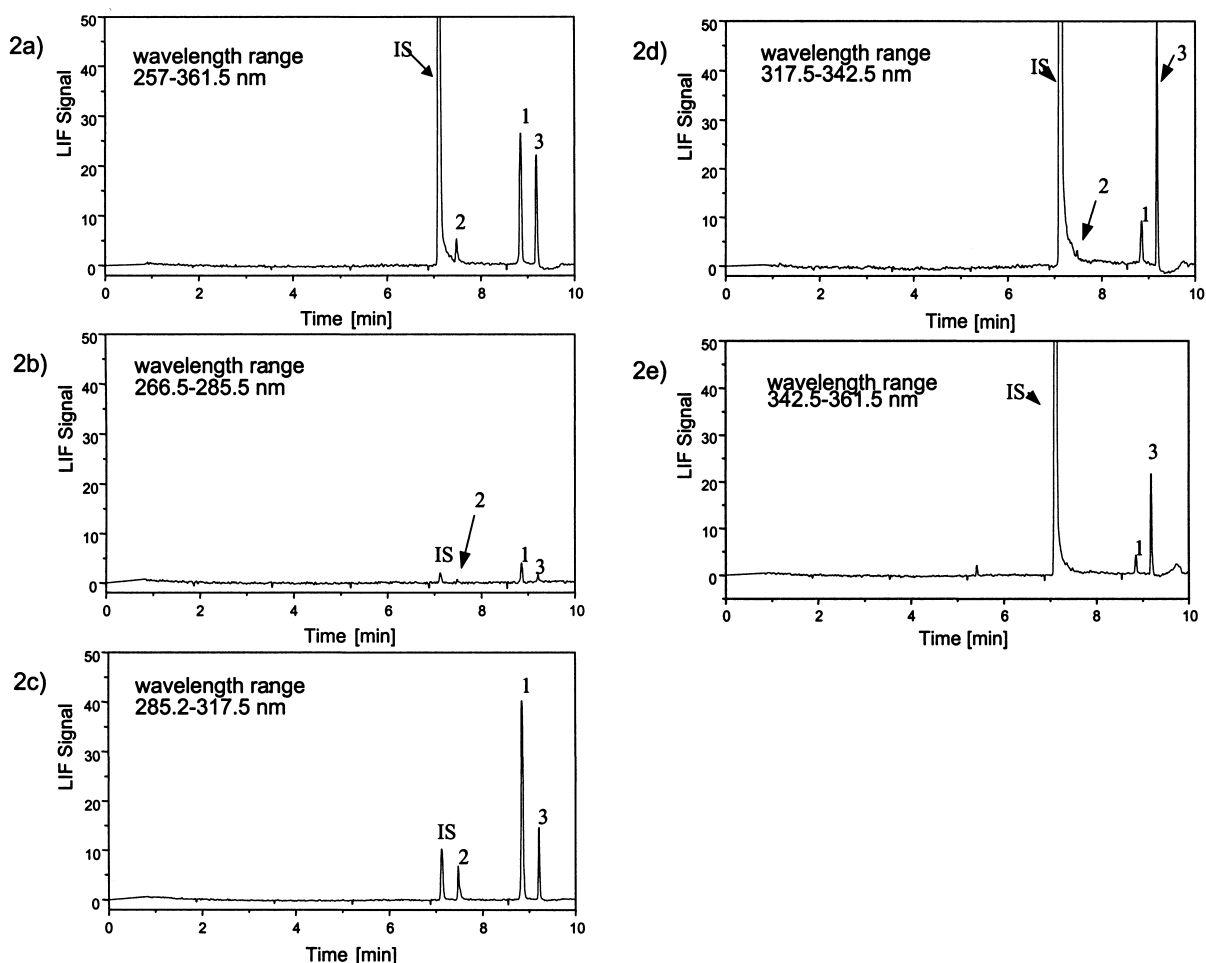 2a)
50
40
30
20
10
0
LIF Signal
wavelength range
257-361.5 nm
IS
2
1
3
0 2 4 6 8 10
Time [min]
2b)
50
40
30
20
10
0
LIF Signal
wavelength range
266.5-285.5 nm
2
IS
1
3
0 2 4 6 8 10
Time [min]
2c)
50
40
30
20
10
0
LIF Signal
wavelength range
285.2-317.5 nm
IS
2
1
3
0 2 4 6 8 10
Time [min]
2d)
50
40
30
20
10
0
LIF Signal
wavelength range
317.5-342.5 nm
IS
3
2
1
0 2 4 6 8 10
Time [min]
2e)
50
40
30
20
10
0
LIF Signal
wavelength range
342.5-361.5 nm
IS
3
1
0 2 4 6 8 10
Time [min]